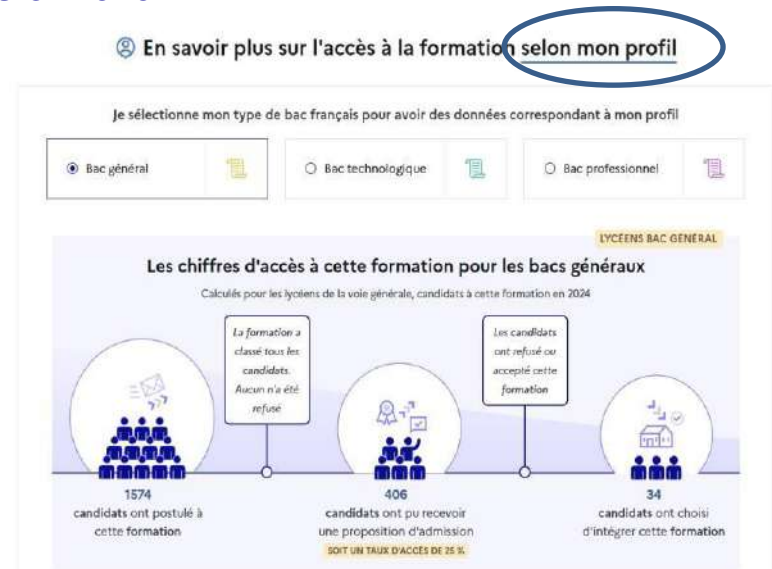 En savoir plus sur l'accès à la formation selon mon profil
Je sélectionne mon type de bac français pour avoir des données correspondant à mon profil
Bac général
Bac technologique
Bac professionnel
LYCÉENS BAC GÉNÉRAL
Les chiffres d'accès à cette formation pour les bacs généraux
Calculés pour les lycéens de la voie générale, candidats à cette formation en 2024
La formation a
classé tous les
candidats.
Aucun n'a été
refusé
Les candidats
ont refusé ou
accepté cette
formation
1574
candidats ont postulé à
cette formation
406
candidats ont pu recevoir
une proposition d'admission
SOIT UN TAUX D'ACCÈS DE 25 %
34
candidats ont choisi
d'intégrer cette formation